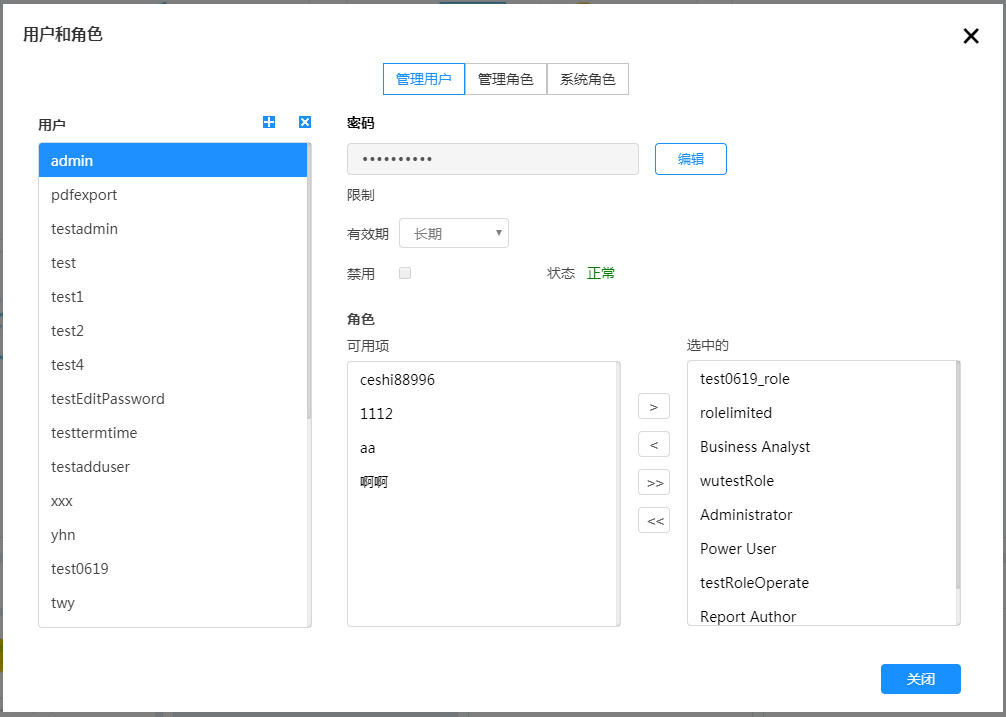 用户和角色
管理用户 管理角色 系统角色
用户
admin
pdfexport
testadmin
test
test1
test2
test4
testEditPassword
testtermtime
testadduser
xxx
yhn
test0619
twy
密码
•••••••••• 编辑
限制
有效期 长期
禁用 状态 正常
角色
可用项
ceshi88996
1112
aa
啊啊
>
<
>>
<<
选中的
test0619_role
rolelimited
Business Analyst
wutestRole
Administrator
Power User
testRoleOperate
Report Author
关闭